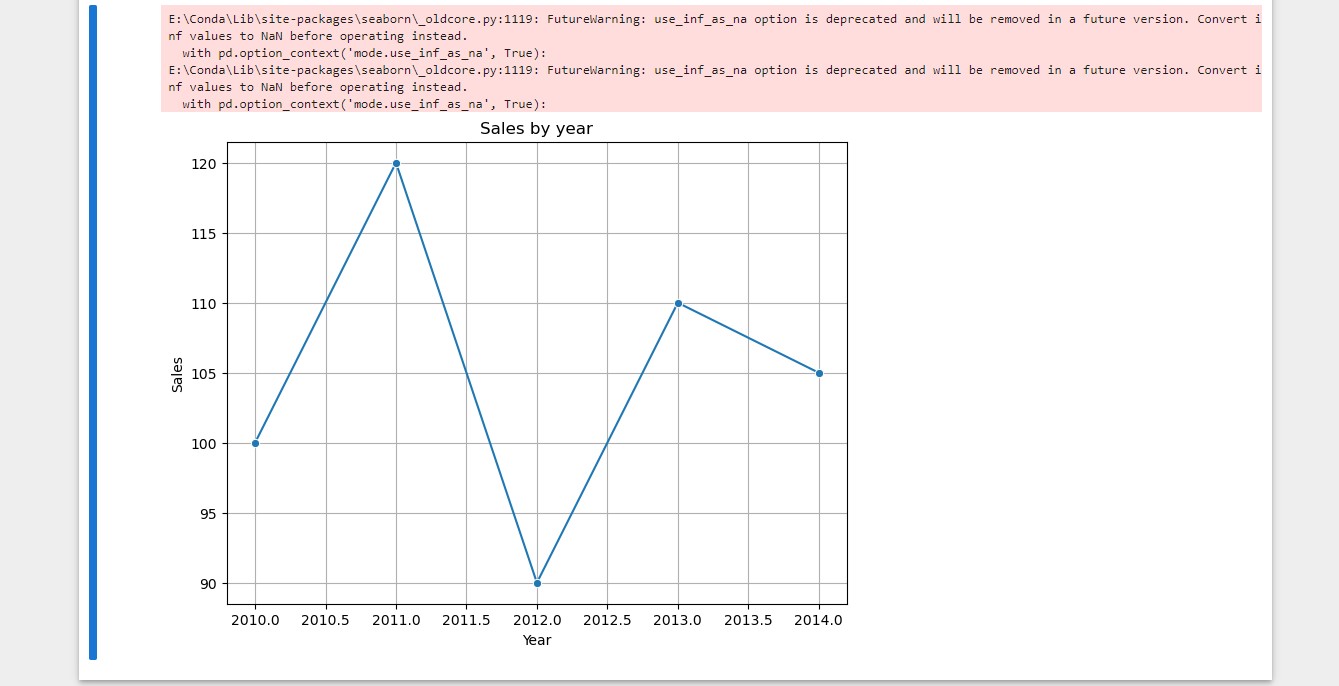 E:\Conda\Lib\site-packages\seaborn\_oldcore.py:1119: FutureWarning: use_inf_as_na option is deprecated and will be removed in a future version. Convert i
nf values to NaN before operating instead.
  with pd.option_context('mode.use_inf_as_na', True):
E:\Conda\Lib\site-packages\seaborn\_oldcore.py:1119: FutureWarning: use_inf_as_na option is deprecated and will be removed in a future version. Convert i
nf values to NaN before operating instead.
  with pd.option_context('mode.use_inf_as_na', True):
Sales by year
120
115
110
105
100
95
90
Sales
2010.0 2010.5 2011.0 2011.5 2012.0 2012.5 2013.0 2013.5 2014.0
Year